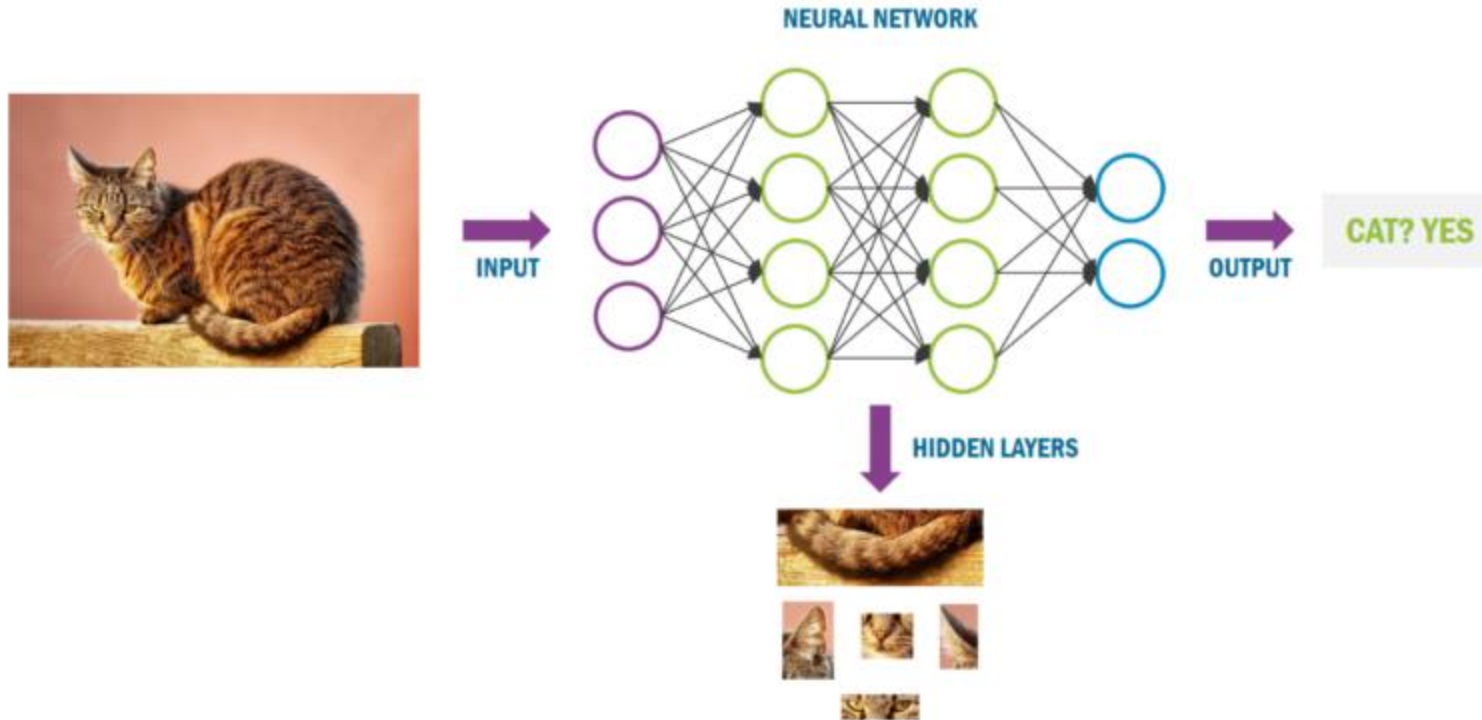 NEURAL NETWORK
INPUT
OUTPUT
CAT? YES
HIDDEN LAYERS